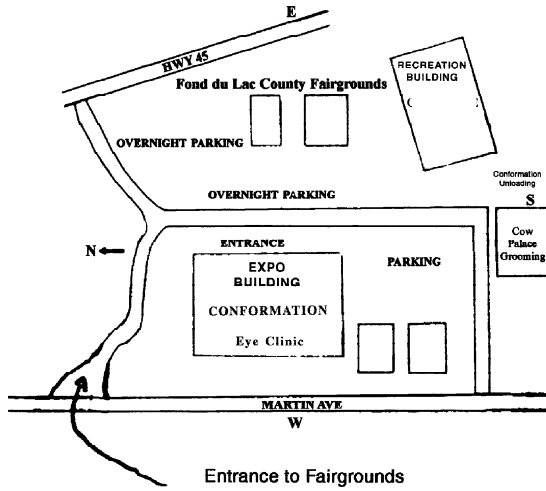 E
HWY 45
Fond du Lac County Fairgrounds
RECREATION
BUILDING
OVERNIGHT PARKING
Conformation
Unloading
OVERNIGHT PARKING
S
N
ENTRANCE
EXPO
BUILDING
CONFORMATION
Eye Clinic
PARKING
Cow
Palace
Grooming
MARTIN AVE
W
Entrance to Fairgrounds